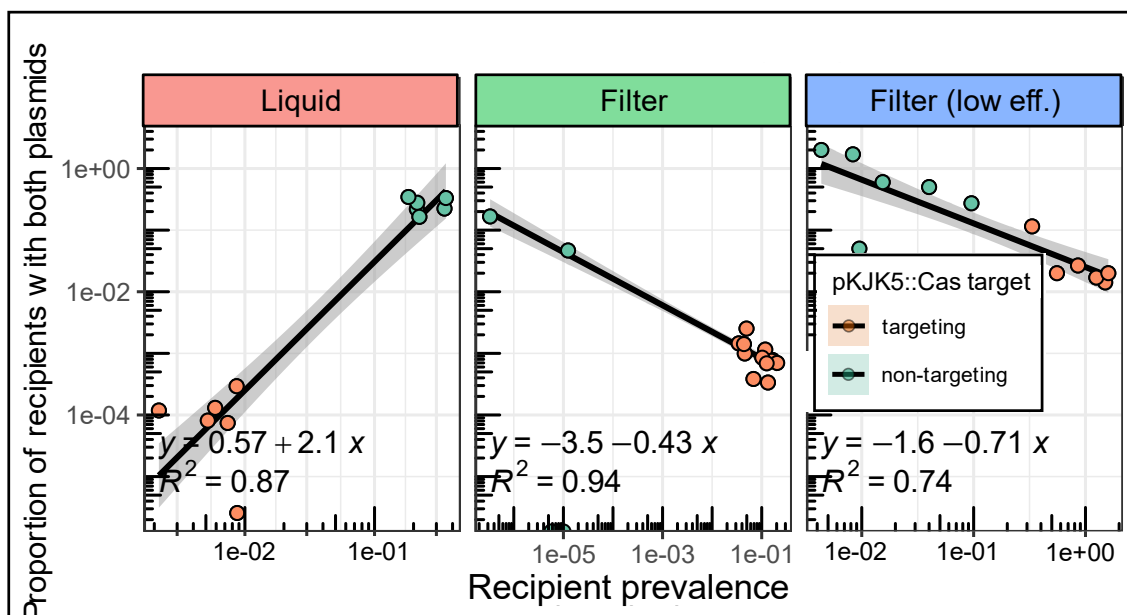 Proportion of recipients with both plasmids
Liquid
Filter
Filter (low eff.)
1e+00
1e-02
1e-04
y = 0.57 + 2.1 x
R² = 0.87
y = −3.5 −0.43 x
R² = 0.94
y = −1.6 −0.71 x
R² = 0.74
pKJK5::Cas target
targeting
non-targeting
1e-02
1e-01
1e-05
1e-03
1e-01
1e-02
1e-01
1e+00
Recipient prevalence